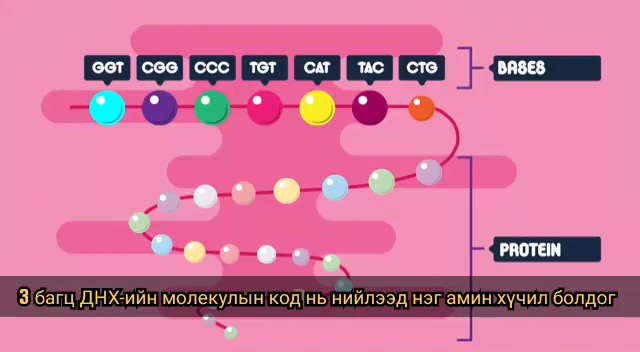 GGT CGG CCC TGT CAT TAC CTG
BASES
PROTEIN
3 багц ДНХ-ийн молекулын код нь нийлээд нэг амин хүчил болдог